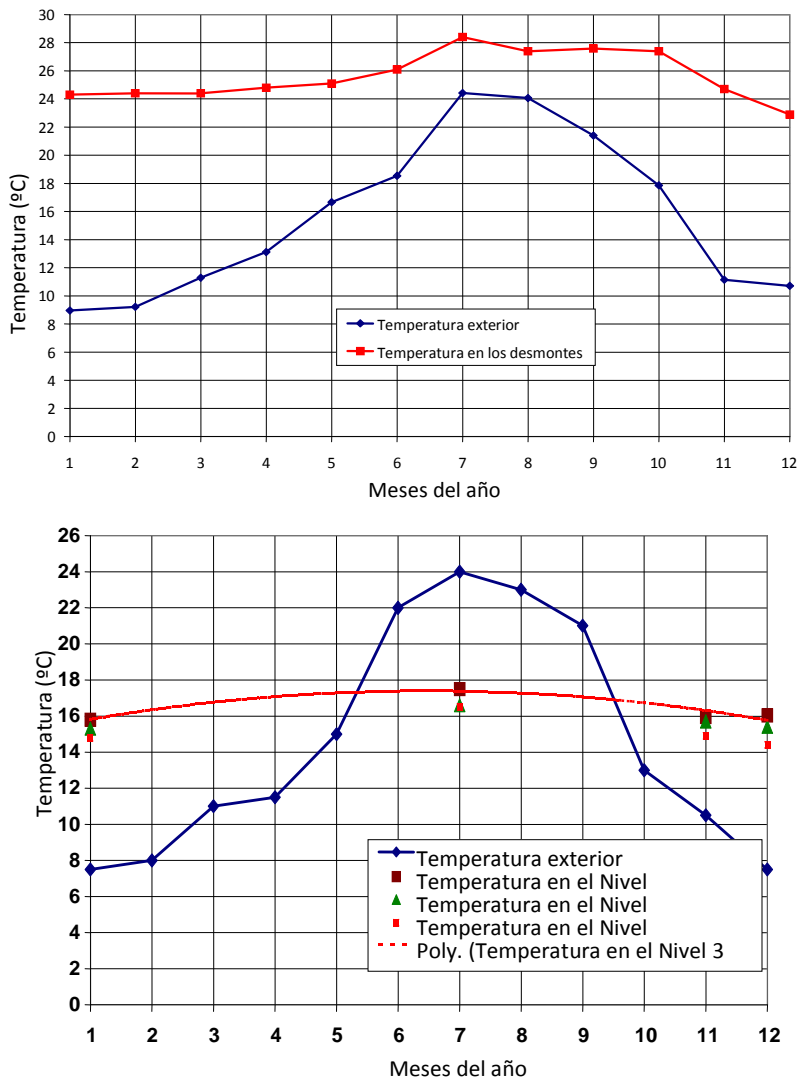 30
28
26
24
22
20
18
16
14
12
10
8
6
4
2
0
Temperatura (ºC)
Temperatura exterior
Temperatura en los desmontes
1 2 3 4 5 6 7 8 9 10 11 12
Meses del año
26
24
22
20
18
16
14
12
10
8
6
4
2
0
Temperatura (ºC)
Temperatura exterior
Temperatura en el Nivel
Temperatura en el Nivel
Temperatura en el Nivel
Poly. (Temperatura en el Nivel 3
1 2 3 4 5 6 7 8 9 10 11 12
Meses del año